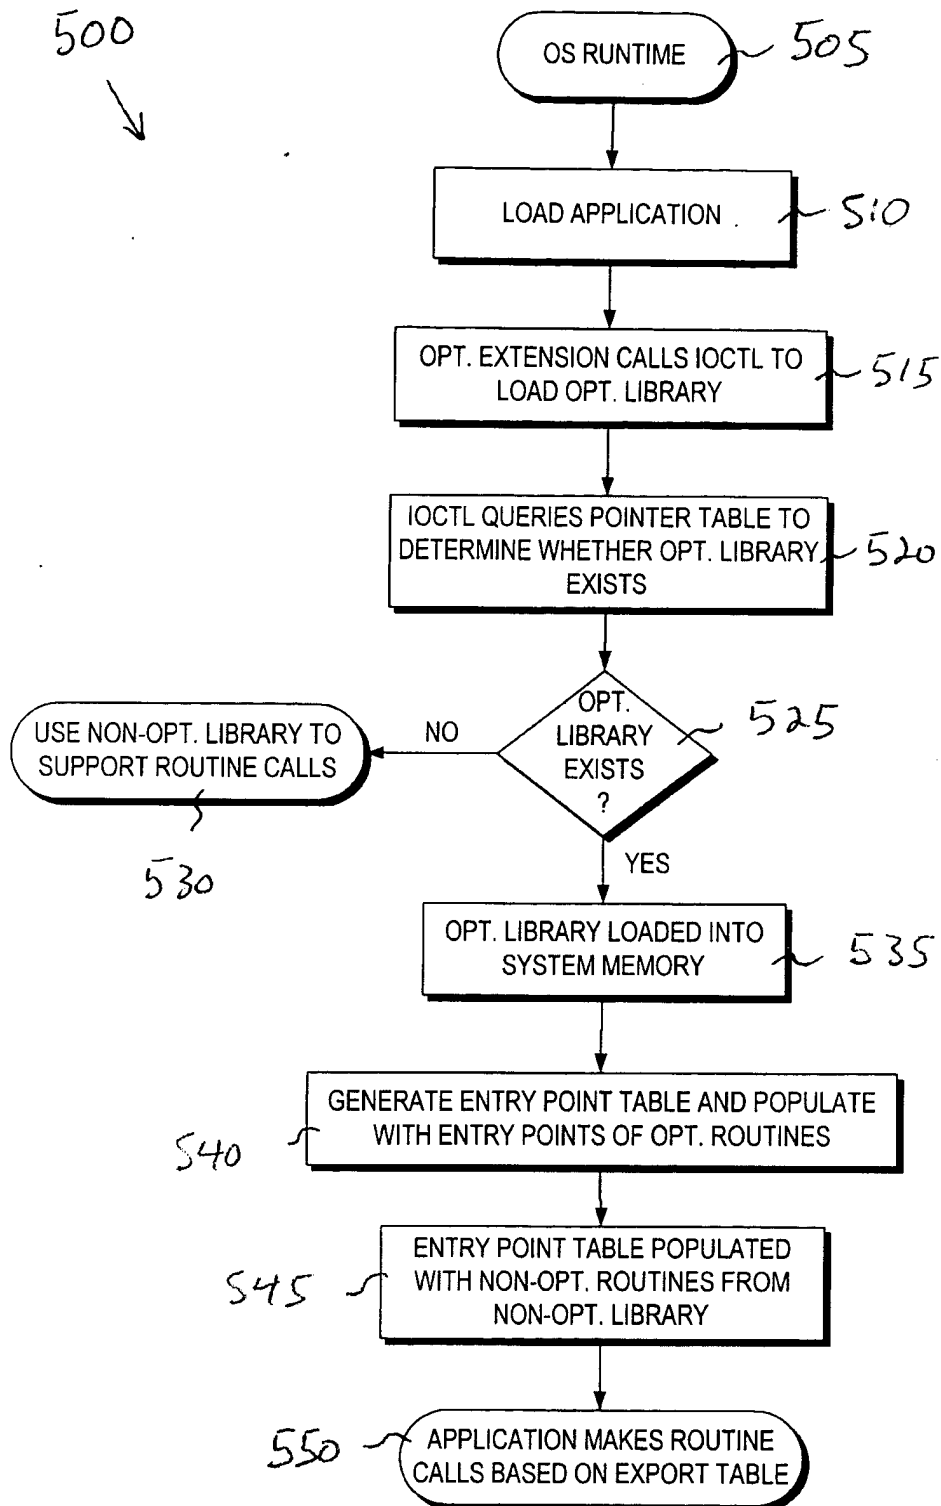 500
OS RUNTIME
505
LOAD APPLICATION
510
OPT. EXTENSION CALLS IOCTL TO
LOAD OPT. LIBRARY
515
IOCTL QUERIES POINTER TABLE TO
DETERMINE WHETHER OPT. LIBRARY
EXISTS
520
OPT.
LIBRARY
EXISTS
?
525
NO
USE NON-OPT. LIBRARY TO
SUPPORT ROUTINE CALLS
530
YES
OPT. LIBRARY LOADED INTO
SYSTEM MEMORY
535
GENERATE ENTRY POINT TABLE AND POPULATE
WITH ENTRY POINTS OF OPT. ROUTINES
540
ENTRY POINT TABLE POPULATED
WITH NON-OPT. ROUTINES FROM
NON-OPT. LIBRARY
545
APPLICATION MAKES ROUTINE
CALLS BASED ON EXPORT TABLE
550